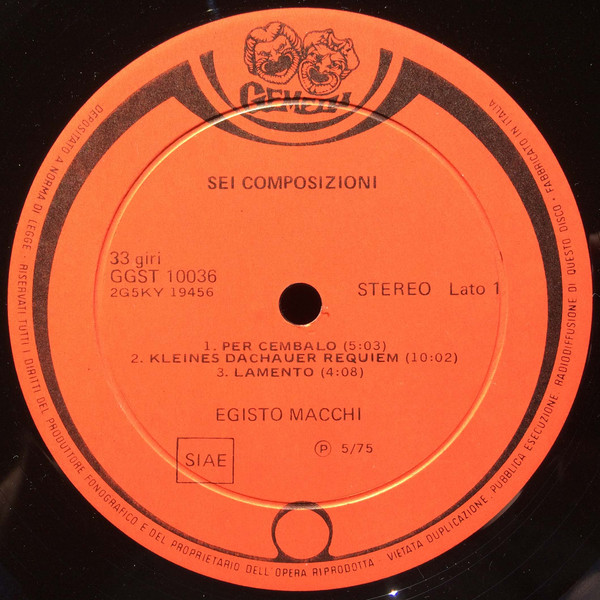 GEMELLI
SEI COMPOSIZIONI
33 giri
GGST 10036
2G5KY 19456
STEREO Lato 1
1. PER CEMBALO (5:03)
2. KLEINES DACHAUER REQUIEM (10:02)
3. LAMENTO (4:08)
EGISTO MACCHI
SIAE
Ⓟ 5/75
DEPOSITATO A NORMA DI LEGGE · RISERVATI TUTTI I DIRITTI DEL PRODUTTORE FONOGRAFICO E DEL PROPRIETARIO DELL OPERA RIPRODOTTA · VIETATA DUPLICAZIONE · PUBBLICA ESECUZIONE RADIODIFFUSIONE DI QUESTO DISCO · FABBRICATO IN ITALIA